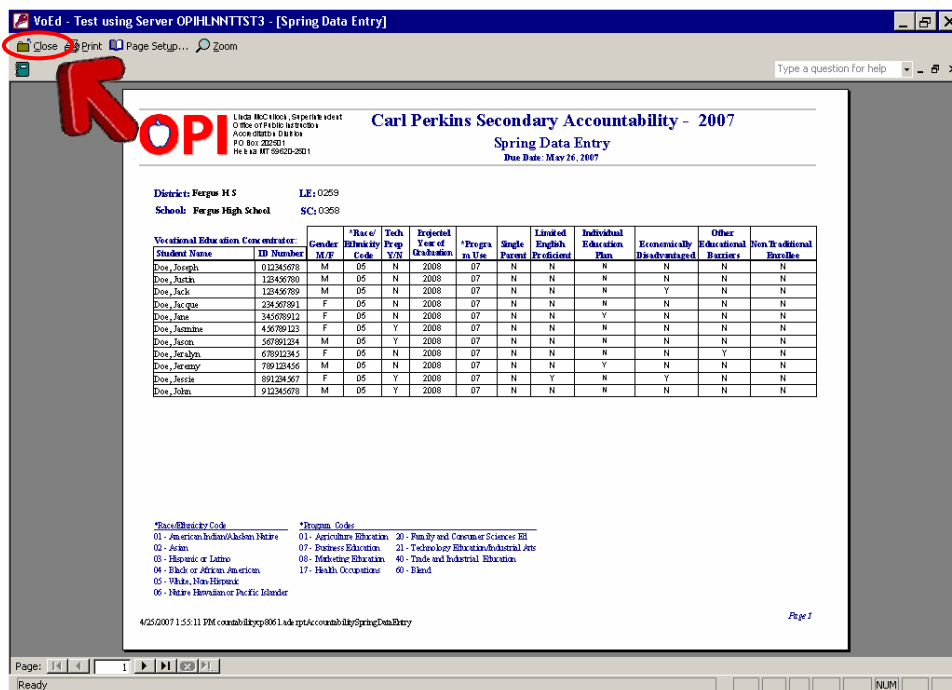 VoEd - Test using Server OPIHLNNTTST3 - [Spring Data Entry]
Close Print Page Setup... Zoom
Type a question for help
OPI
Linda McCulloch, Superintendent
Office of Public Instruction
Accreditation Division
PO Box 202501
Helena MT 59620-2501
Carl Perkins Secondary Accountability - 2007
Spring Data Entry
Due Date: May 26, 2007
District: Fergus H S LE: 0259
School: Fergus High School SC: 0358
Vocational Education Concentrator:
Student Name ID Number Gender M/F *Race/ Ethnicity Code Tech Prep Y/N Projected Year of Graduation *Progra m Use Single Parent Limited English Proficient Individual Education Plan Economically Disadvantaged Other Educational Barriers Non Traditional Enrollee
Doe, Joseph 012345678 M 05 N 2008 07 N N N N N N
Doe, Justin 123456780 M 05 N 2008 07 N N N N N N
Doe, Jack 123456789 M 05 N 2008 07 N N N Y N N
Doe, Jacque 234567891 F 05 N 2008 07 N N N N N N
Doe, Jane 345678912 F 05 N 2008 07 N N Y N N N
Doe, Jasmine 456789123 F 05 Y 2008 07 N N N N N N
Doe, Jason 567891234 M 05 Y 2008 07 N N N N N N
Doe, Jeralyn 678912345 F 05 N 2008 07 N N N N Y N
Doe, Jeremy 789123456 M 05 N 2008 07 N N Y N N N
Doe, Jessie 891234567 F 05 Y 2008 07 N Y N Y N N
Doe, John 912345678 M 05 Y 2008 07 N N N N N N
*Race/Ethnicity Code *Program Codes
01 - American Indian/Alaskan Native 01 - Agriculture Education 20 - Family and Consumer Sciences Ed
02 - Asian 07 - Business Education 21 - Technology Education/Industrial Arts
03 - Hispanic or Latino 08 - Marketing Education 40 - Trade and Industrial Education
04 - Black or African American 17 - Health Occupations 60 - Blend
05 - White, Non-Hispanic
06 - Native Hawaiian or Pacific Islander
4/25/2007 1:55:11 PM countabilitycp8061.ade rptAccountabilitySpringDataEntry Page 1
Page: 1
Ready NUM